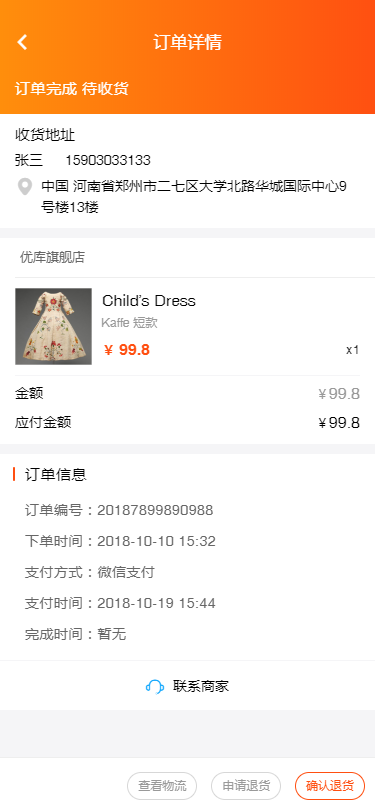 订单详情
订单完成 待收货
收货地址
张三 15903033133
中国 河南省郑州市二七区大学北路华城国际中心9
号楼13楼
优库旗舰店
Child's Dress
Kaffe 短款
¥ 99.8 x1
金额 ¥99.8
应付金额 ¥99.8
订单信息
订单编号：20187899890988
下单时间：2018-10-10 15:32
支付方式：微信支付
支付时间：2018-10-19 15:44
完成时间：暂无
联系商家
查看物流 申请退货 确认退货